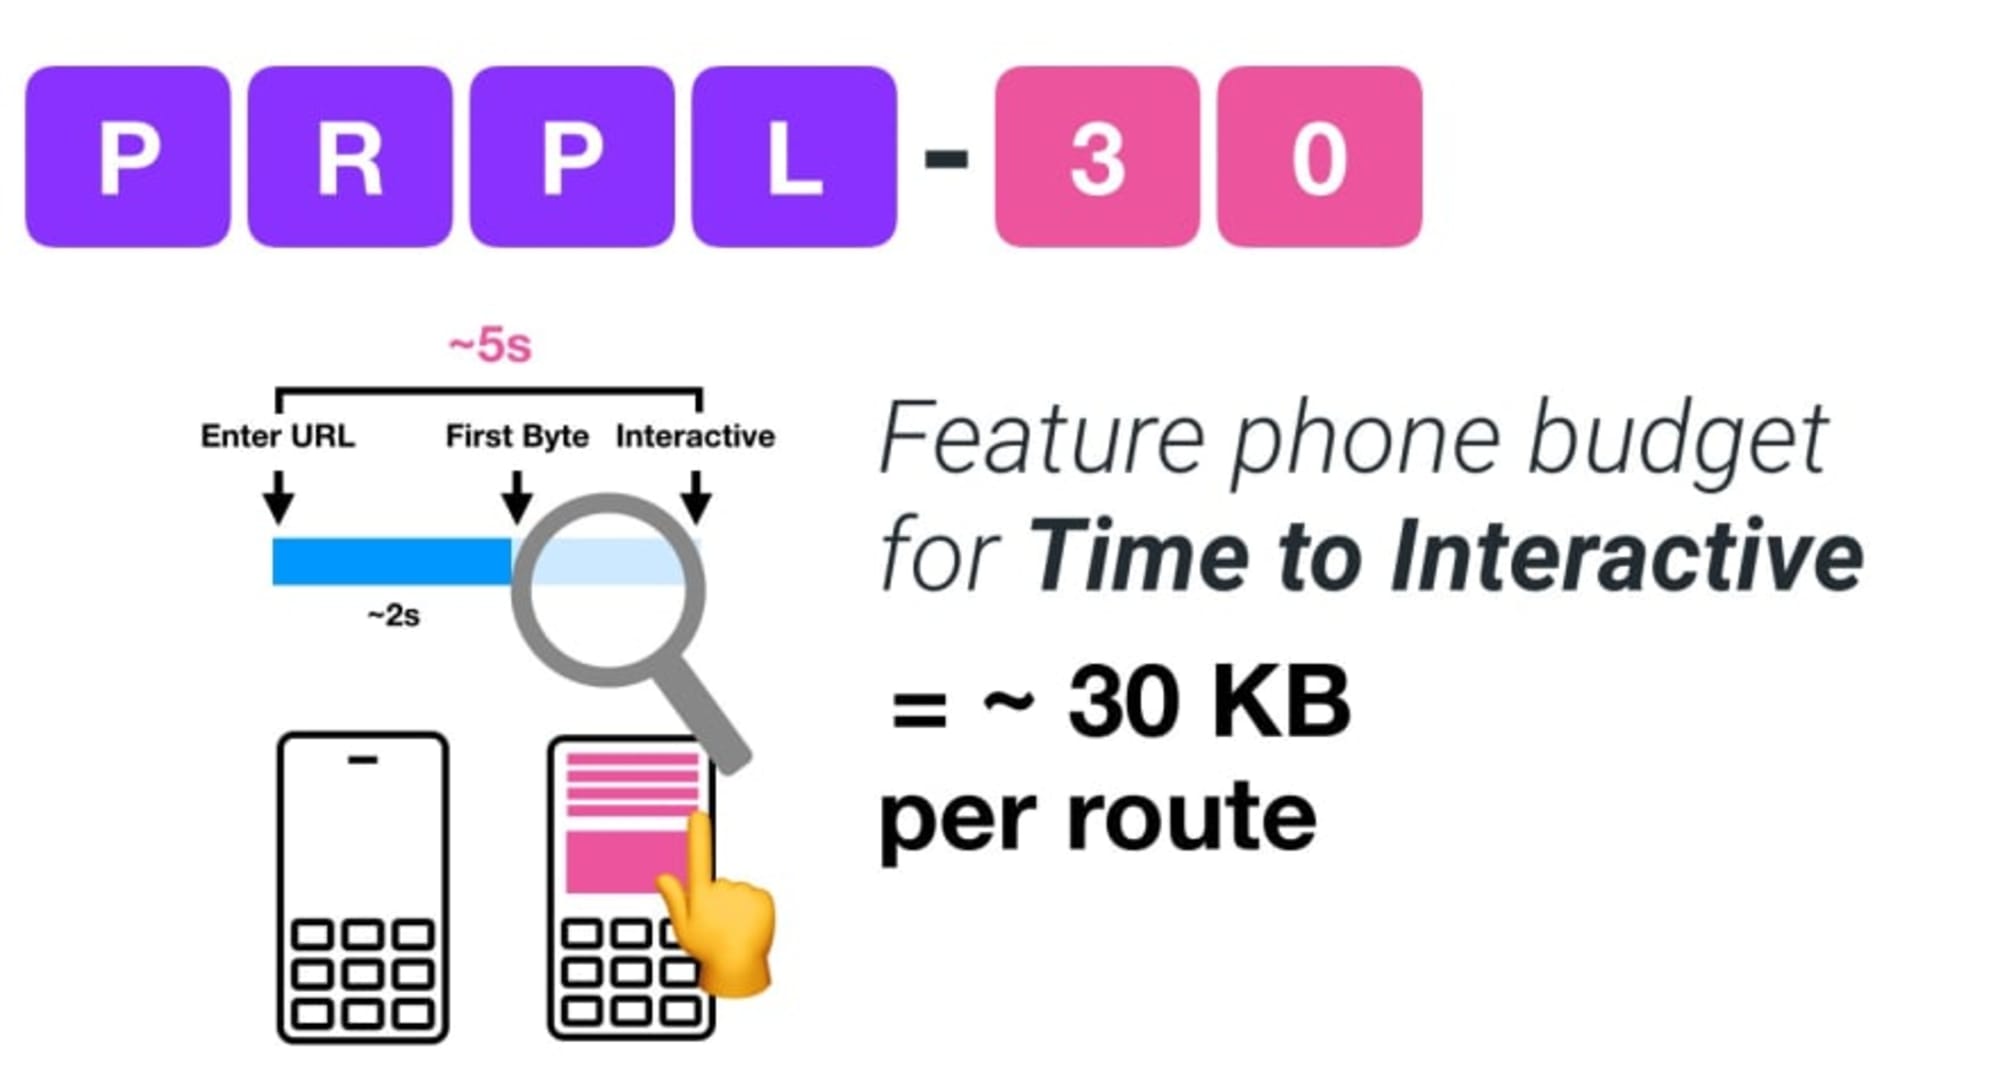 PRPL-30
~5s
Enter URL First Byte Interactive
~2s
Feature phone budget
for Time to Interactive
= ~ 30 KB
per route